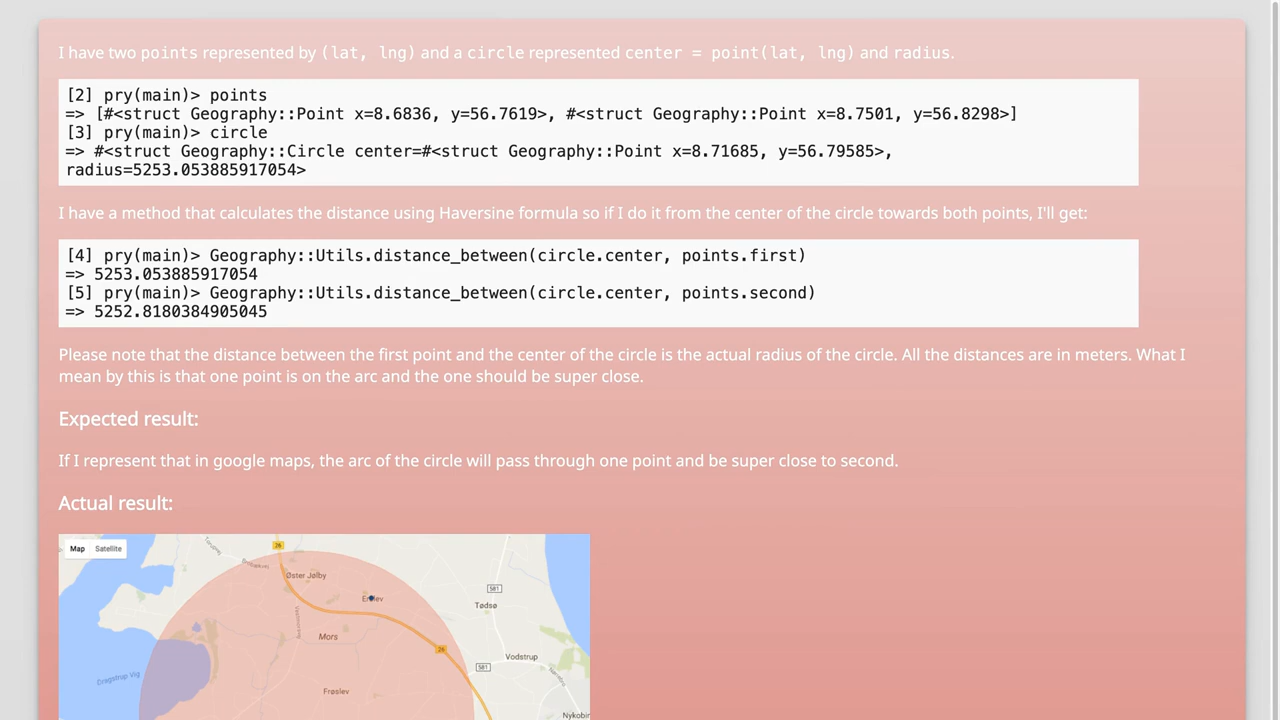 I have two points represented by (lat, lng) and a circle represented center = point(lat, lng) and radius.
[2] pry(main)> points
=> [#<struct Geography::Point x=8.6836, y=56.7619>, #<struct Geography::Point x=8.7501, y=56.8298>]
[3] pry(main)> circle
=> #<struct Geography::Circle center=#<struct Geography::Point x=8.71685, y=56.79585>,
radius=5253.053885917054>
I have a method that calculates the distance using Haversine formula so if I do it from the center of the circle towards both points, I'll get:
[4] pry(main)> Geography::Utils.distance_between(circle.center, points.first)
=> 5253.053885917054
[5] pry(main)> Geography::Utils.distance_between(circle.center, points.second)
=> 5252.8180384905045
Please note that the distance between the first point and the center of the circle is the actual radius of the circle. All the distances are in meters. What I
mean by this is that one point is on the arc and the one should be super close.
Expected result:
If I represent that in google maps, the arc of the circle will pass through one point and be super close to second.
Actual result:
Map Satellite
26
Øster Jølby
581
Tødsø
Mors
26
Vodstrup
581
Dragstrup Vig
Frøslev